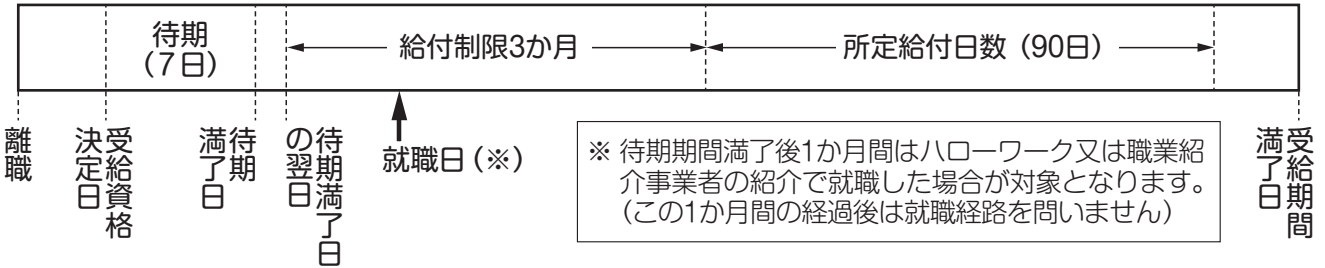 待期
（7日）
給付制限3か月
所定給付日数（90日）
離職
受給資格
決定日
待期
満了日
待期満了日
の翌日
就職日（※）
※ 待期期間満了後1か月間はハローワーク又は職業紹
介事業者の紹介で就職した場合が対象となります。
（この1か月間の経過後は就職経路を問いません）
受給期間
満了日